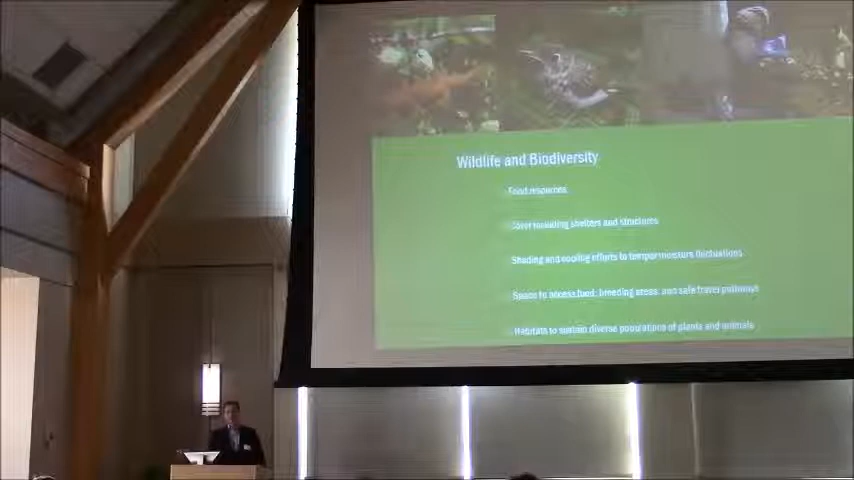 Wildlife and Biodiversity
Food resources
Cover including shelters and structures
Shading and cooling efforts to temper moisture fluctuations
Space to access food, breeding areas, and safe travel pathways
Habitats to sustain diverse populations of plants and animals